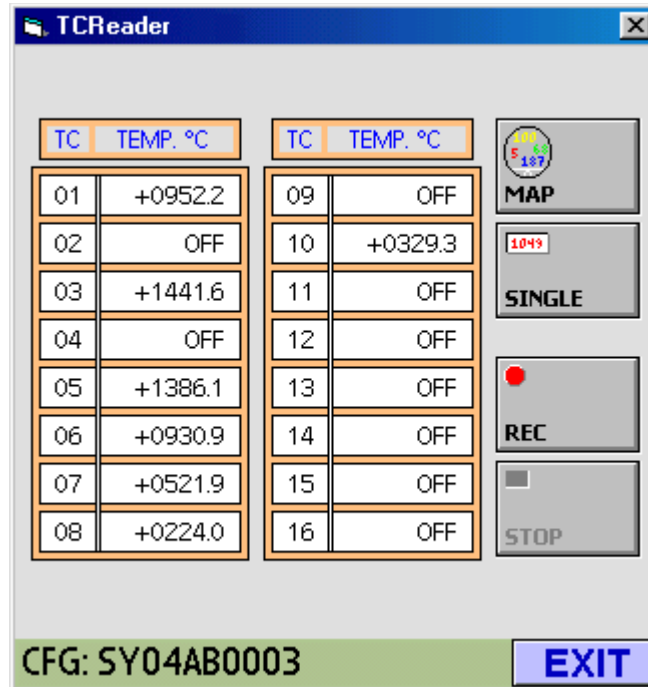 TCReader
TC TEMP. °C TC TEMP. °C
01 +0952.2 09 OFF
02 OFF 10 +0329.3
03 +1441.6 11 OFF
04 OFF 12 OFF
05 +1386.1 13 OFF
06 +0930.9 14 OFF
07 +0521.9 15 OFF
08 +0224.0 16 OFF
100
5 68
187
MAP
1049
SINGLE
REC
STOP
CFG: SY04AB0003 EXIT